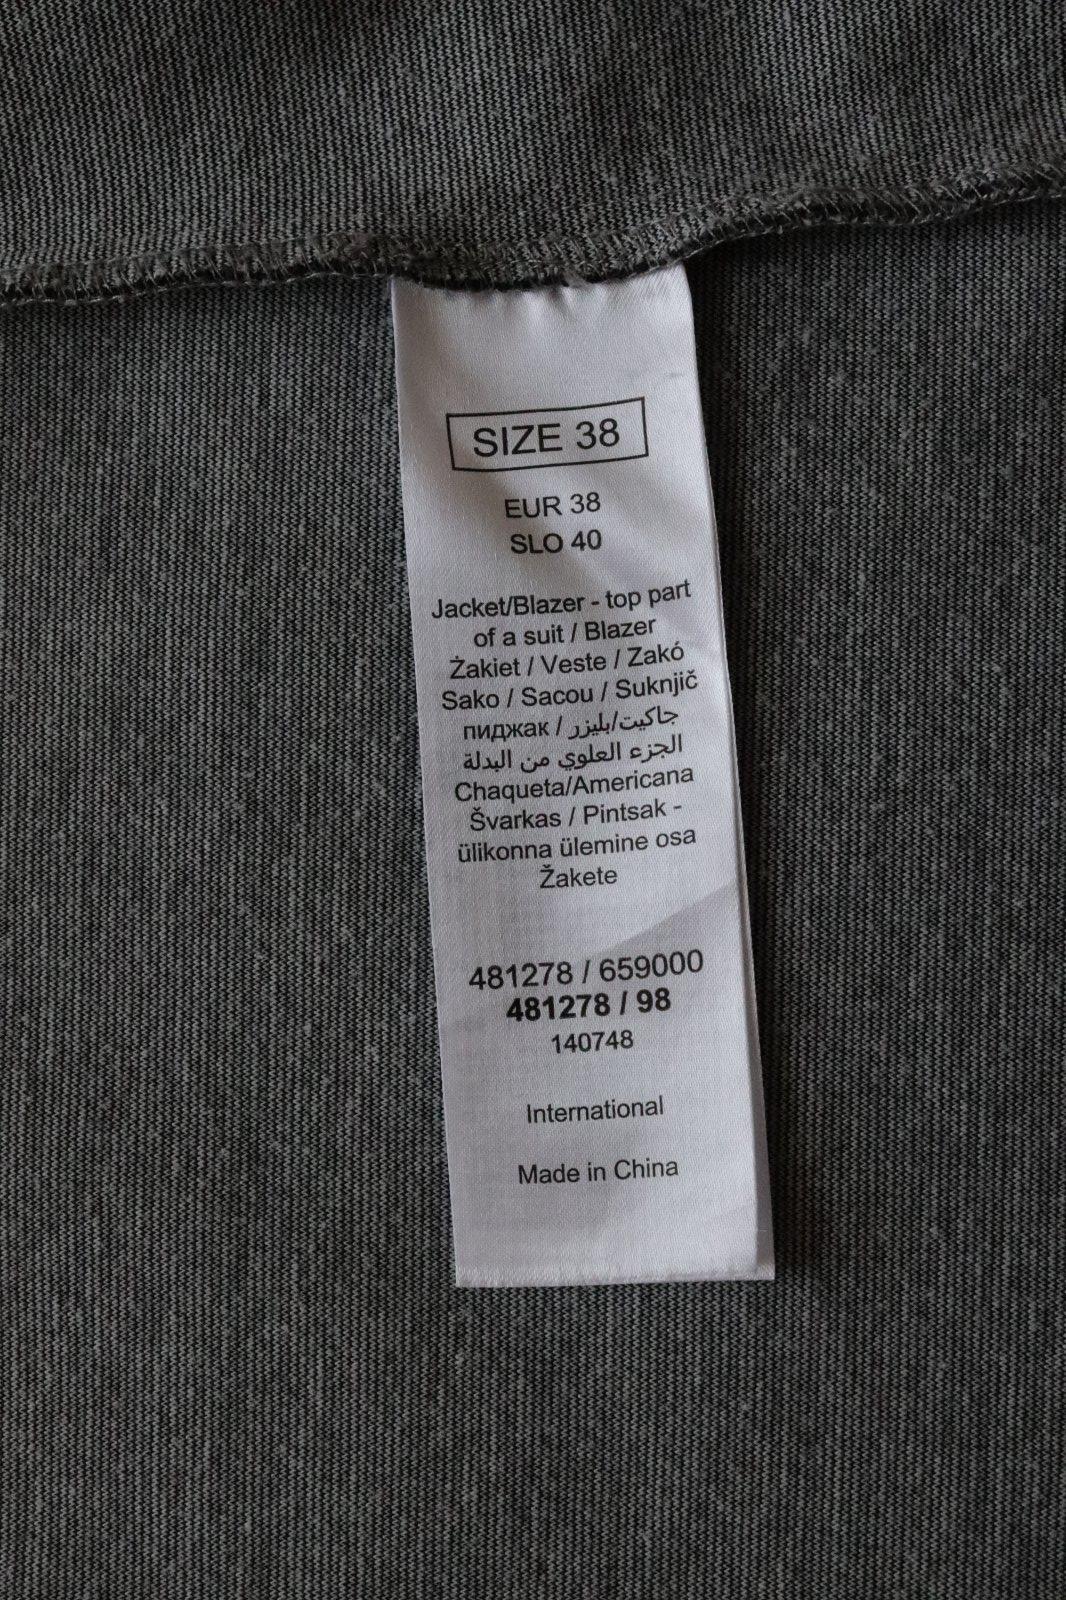 SIZE 38
EUR 38
SLO 40
Jacket/Blazer - top part
of a suit / Blazer
Żakiet / Veste / Zakó
Sako / Sacou / Suknjič
пиджак / جاكيت/بليزر
الجزء العلوي من البدلة
Chaqueta/Americana
Švarkas / Pintsak -
ülikonna ülemine osa
Žakete
481278 / 659000
481278 / 98
140748
International
Made in China